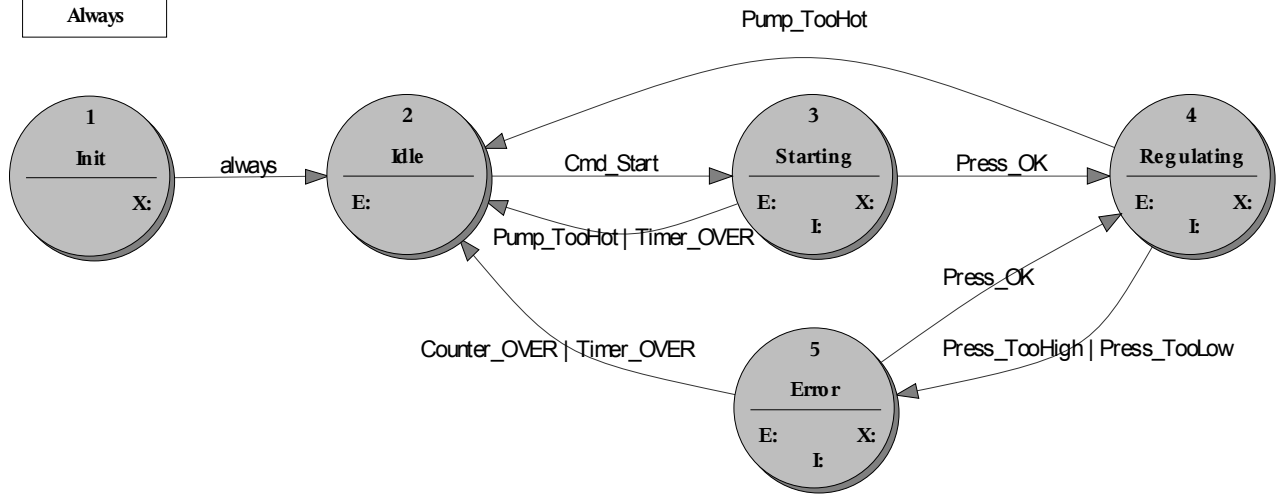 Always
Pump_TooHot
1
Init
X:
always
2
Idle
E:
Cmd_Start
3
Starting
E: X:
I:
Press_OK
4
Regulating
E: X:
I:
Pump_TooHot | Timer_OVER
Press_OK
Counter_OVER | Timer_OVER
Press_TooHigh | Press_TooLow
5
Error
E: X:
I: